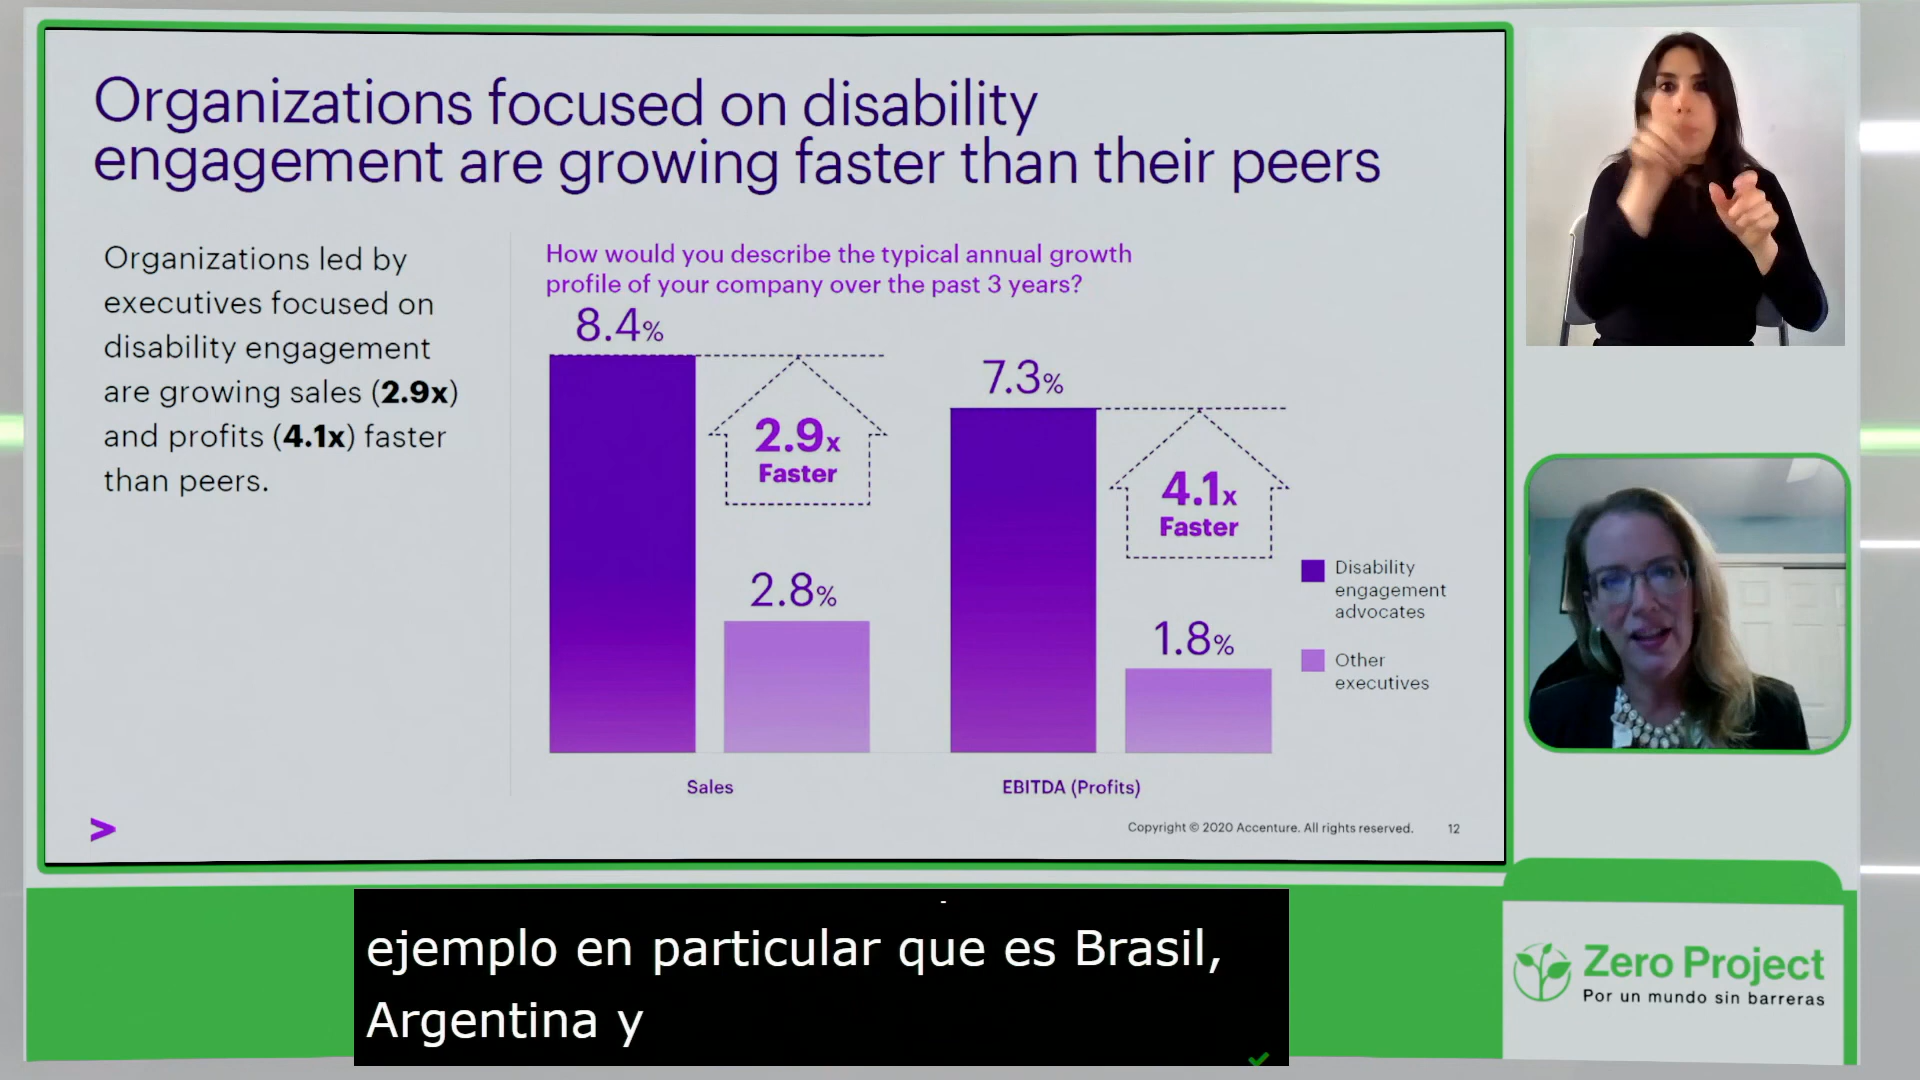 Organizations focused on disability
engagement are growing faster than their peers
Organizations led by
executives focused on
disability engagement
are growing sales (2.9x)
and profits (4.1x) faster
than peers.
How would you describe the typical annual growth
profile of your company over the past 3 years?
8.4%
2.9x
Faster
2.8%
Sales
7.3%
4.1x
Faster
1.8%
EBITDA (Profits)
Disability
engagement
advocates
Other
executives
>
Copyright © 2020 Accenture. All rights reserved.
12
ejemplo en particular que es Brasil,
Argentina y
Zero Project
Por un mundo sin barreras